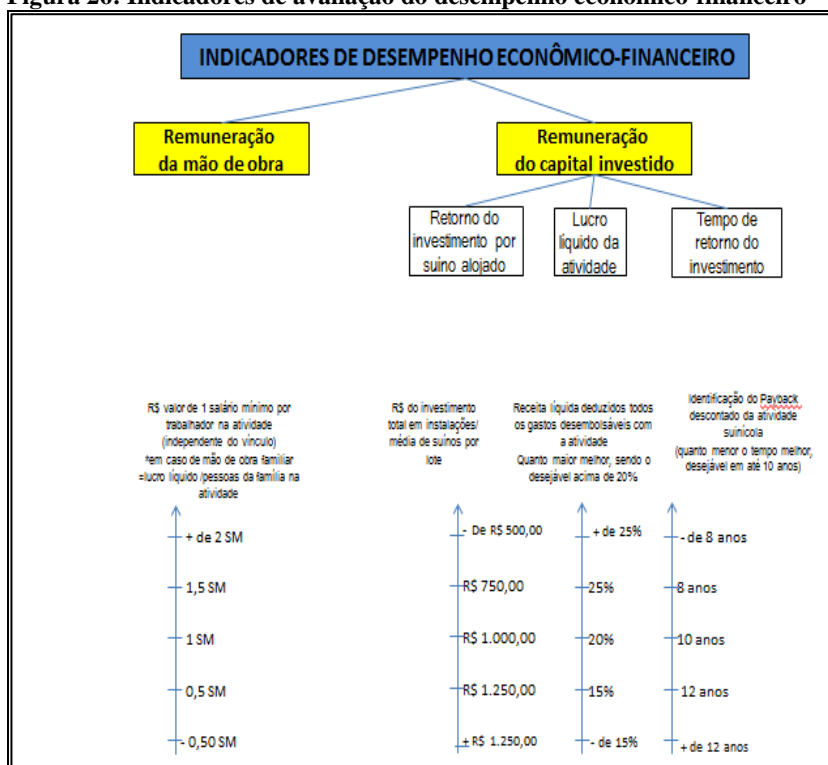 Figura 20: Indicadores de avaliação do desempenho econômico-financeiro
INDICADORES DE DESEMPENHO ECONÔMICO-FINANCEIRO
Remuneração
da mão de obra
Remuneração
do capital investido
Retorno do
investimento por
suíno alojado
Lucro
líquido da
atividade
Tempo de
retorno do
investimento
R$ valor de 1 salário mínimo por
trabalhador na atividade
(independente do vínculo)
*em caso de mão de obra familiar
=lucro líquido /pessoas da família na
atividade
R$ do investimento
total em instalações/
média de suínos por
lote
Receita líquida deduzidos todos
os gastos desembolsáveis com
a atividade
Quanto maior melhor, sendo o
desejável acima de 20%
Identificação do Payback
descontado da atividade
suinícola
(quanto menor o tempo melhor,
desejável em até 10 anos)
+ de 2 SM
1,5 SM
1 SM
0,5 SM
- 0,50 SM
- De R$ 500,00
R$ 750,00
R$ 1.000,00
R$ 1.250,00
+ R$ 1.250,00
+ de 25%
25%
20%
15%
- de 15%
- de 8 anos
8 anos
10 anos
12 anos
+ de 12 anos